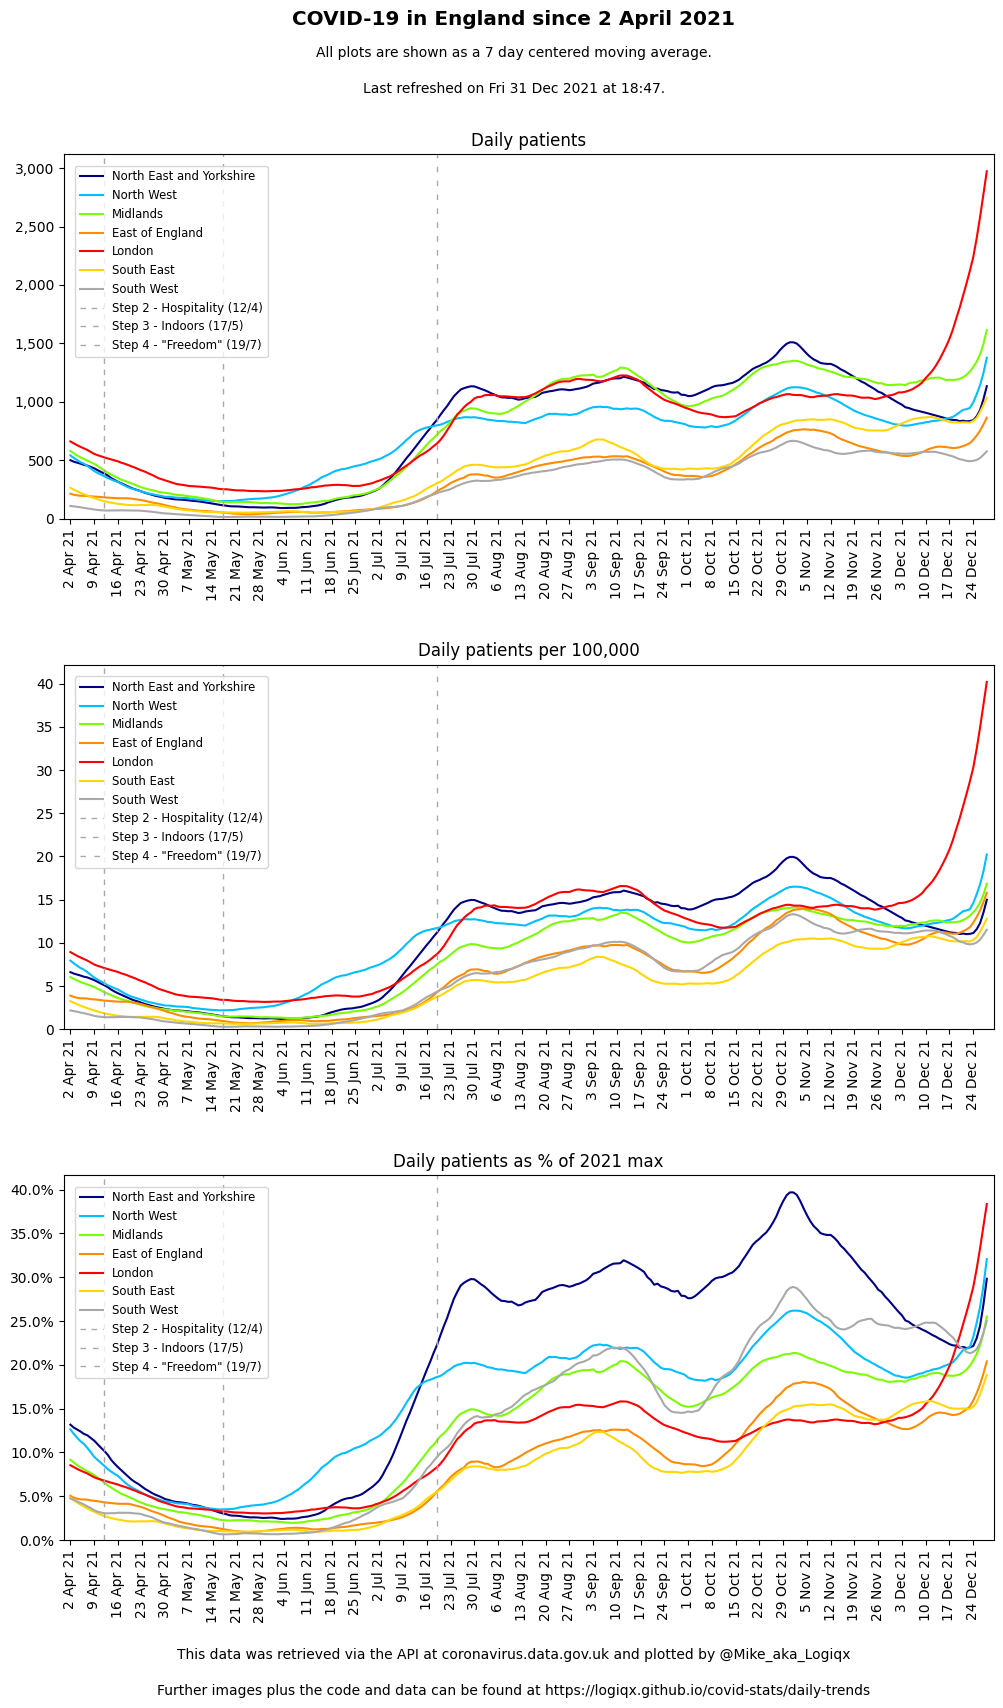 COVID-19 in England since 2 April 2021
All plots are shown as a 7 day centered moving average.
Last refreshed on Fri 31 Dec 2021 at 18:47.
Daily patients
3,000
2,500
2,000
1,500
1,000
500
0
North East and Yorkshire
North West
Midlands
East of England
London
South East
South West
Step 2 - Hospitality (12/4)
Step 3 - Indoors (17/5)
Step 4 - "Freedom" (19/7)
2 Apr 21
9 Apr 21
16 Apr 21
23 Apr 21
30 Apr 21
7 May 21
14 May 21
21 May 21
28 May 21
4 Jun 21
11 Jun 21
18 Jun 21
25 Jun 21
2 Jul 21
9 Jul 21
16 Jul 21
23 Jul 21
30 Jul 21
6 Aug 21
13 Aug 21
20 Aug 21
27 Aug 21
3 Sep 21
10 Sep 21
17 Sep 21
24 Sep 21
1 Oct 21
8 Oct 21
15 Oct 21
22 Oct 21
29 Oct 21
5 Nov 21
12 Nov 21
19 Nov 21
26 Nov 21
3 Dec 21
10 Dec 21
17 Dec 21
24 Dec 21
Daily patients per 100,000
40
35
30
25
20
15
10
5
0
North East and Yorkshire
North West
Midlands
East of England
London
South East
South West
Step 2 - Hospitality (12/4)
Step 3 - Indoors (17/5)
Step 4 - "Freedom" (19/7)
2 Apr 21
9 Apr 21
16 Apr 21
23 Apr 21
30 Apr 21
7 May 21
14 May 21
21 May 21
28 May 21
4 Jun 21
11 Jun 21
18 Jun 21
25 Jun 21
2 Jul 21
9 Jul 21
16 Jul 21
23 Jul 21
30 Jul 21
6 Aug 21
13 Aug 21
20 Aug 21
27 Aug 21
3 Sep 21
10 Sep 21
17 Sep 21
24 Sep 21
1 Oct 21
8 Oct 21
15 Oct 21
22 Oct 21
29 Oct 21
5 Nov 21
12 Nov 21
19 Nov 21
26 Nov 21
3 Dec 21
10 Dec 21
17 Dec 21
24 Dec 21
Daily patients as % of 2021 max
40.0%
35.0%
30.0%
25.0%
20.0%
15.0%
10.0%
5.0%
0.0%
North East and Yorkshire
North West
Midlands
East of England
London
South East
South West
Step 2 - Hospitality (12/4)
Step 3 - Indoors (17/5)
Step 4 - "Freedom" (19/7)
2 Apr 21
9 Apr 21
16 Apr 21
23 Apr 21
30 Apr 21
7 May 21
14 May 21
21 May 21
28 May 21
4 Jun 21
11 Jun 21
18 Jun 21
25 Jun 21
2 Jul 21
9 Jul 21
16 Jul 21
23 Jul 21
30 Jul 21
6 Aug 21
13 Aug 21
20 Aug 21
27 Aug 21
3 Sep 21
10 Sep 21
17 Sep 21
24 Sep 21
1 Oct 21
8 Oct 21
15 Oct 21
22 Oct 21
29 Oct 21
5 Nov 21
12 Nov 21
19 Nov 21
26 Nov 21
3 Dec 21
10 Dec 21
17 Dec 21
24 Dec 21
This data was retrieved via the API at coronavirus.data.gov.uk and plotted by @Mike_aka_Logiqx
Further images plus the code and data can be found at https://logiqx.github.io/covid-stats/daily-trends